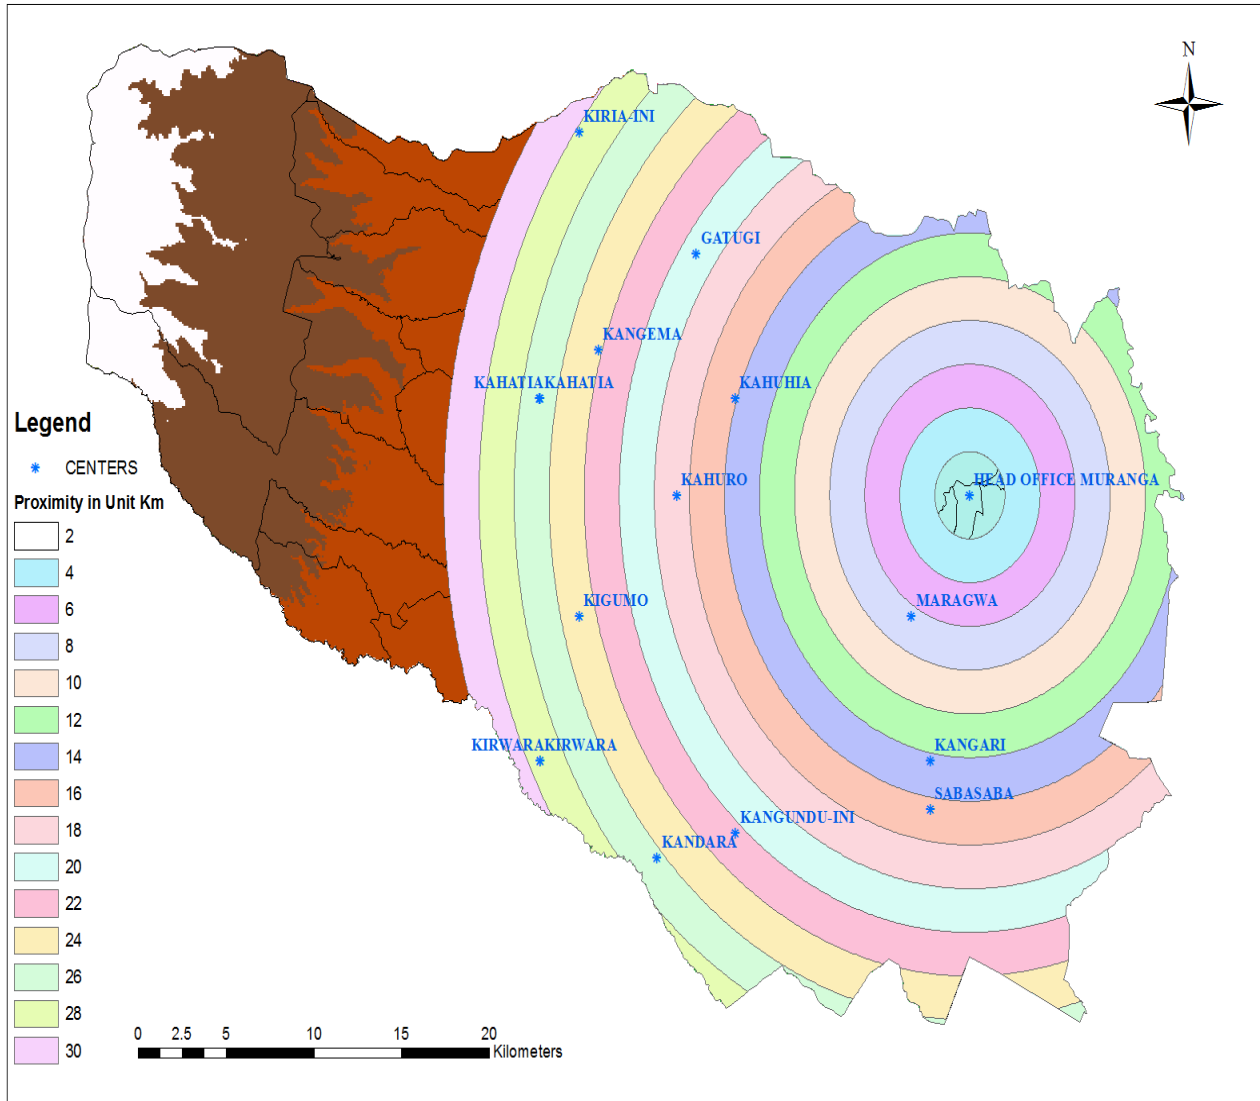 N
KIRIA-INI
GATUGI
KANGEMA
KAHATIAKAHATIA
KAHUHIA
Legend
CENTERS
KAHURO
HEAD OFFICE MURANGA
Proximity in Unit Km
2
4
6
8
10
12
14
16
18
20
22
24
26
28
30
KIGUMO
MARAGWA
KIRWARAKIRWARA
KANGARI
SABASABA
KANGUNDU-INI
KANDARA
0 2.5 5 10 15 20
Kilometers